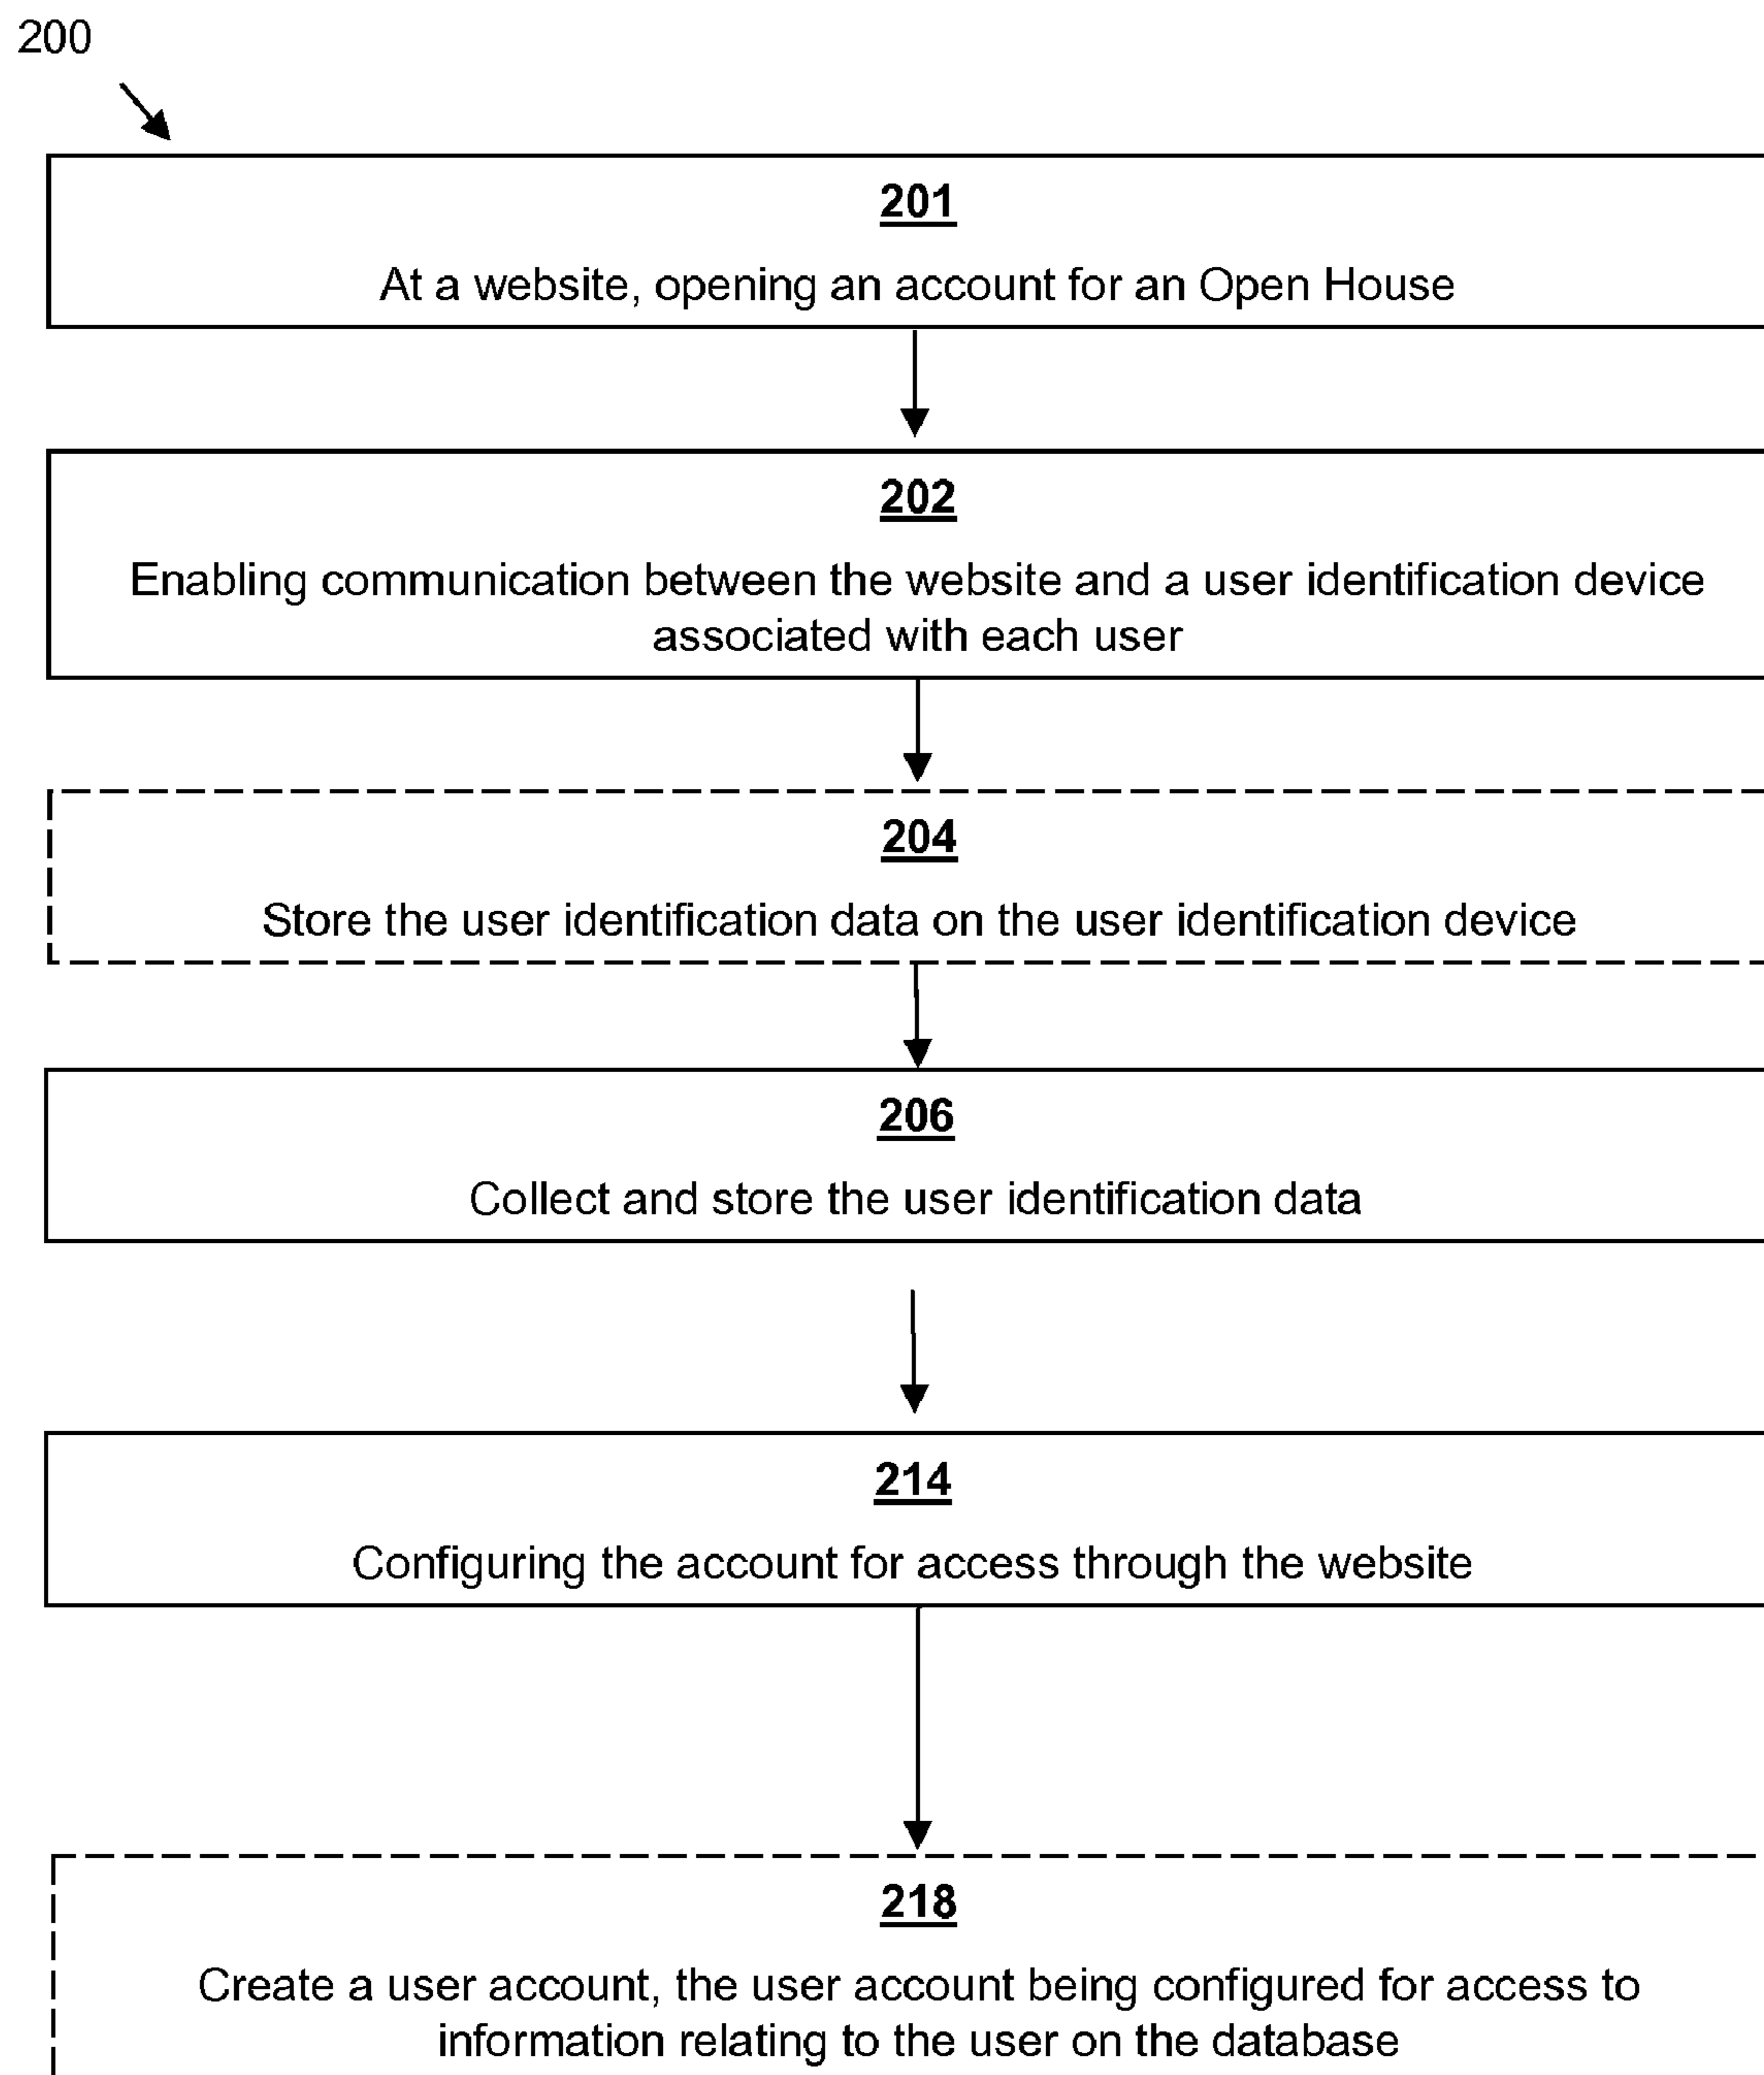 200
201
At a website, opening an account for an Open House
202
Enabling communication between the website and a user identification device
associated with each user
204
Store the user identification data on the user identification device
206
Collect and store the user identification data
214
Configuring the account for access through the website
218
Create a user account, the user account being configured for access to
information relating to the user on the database